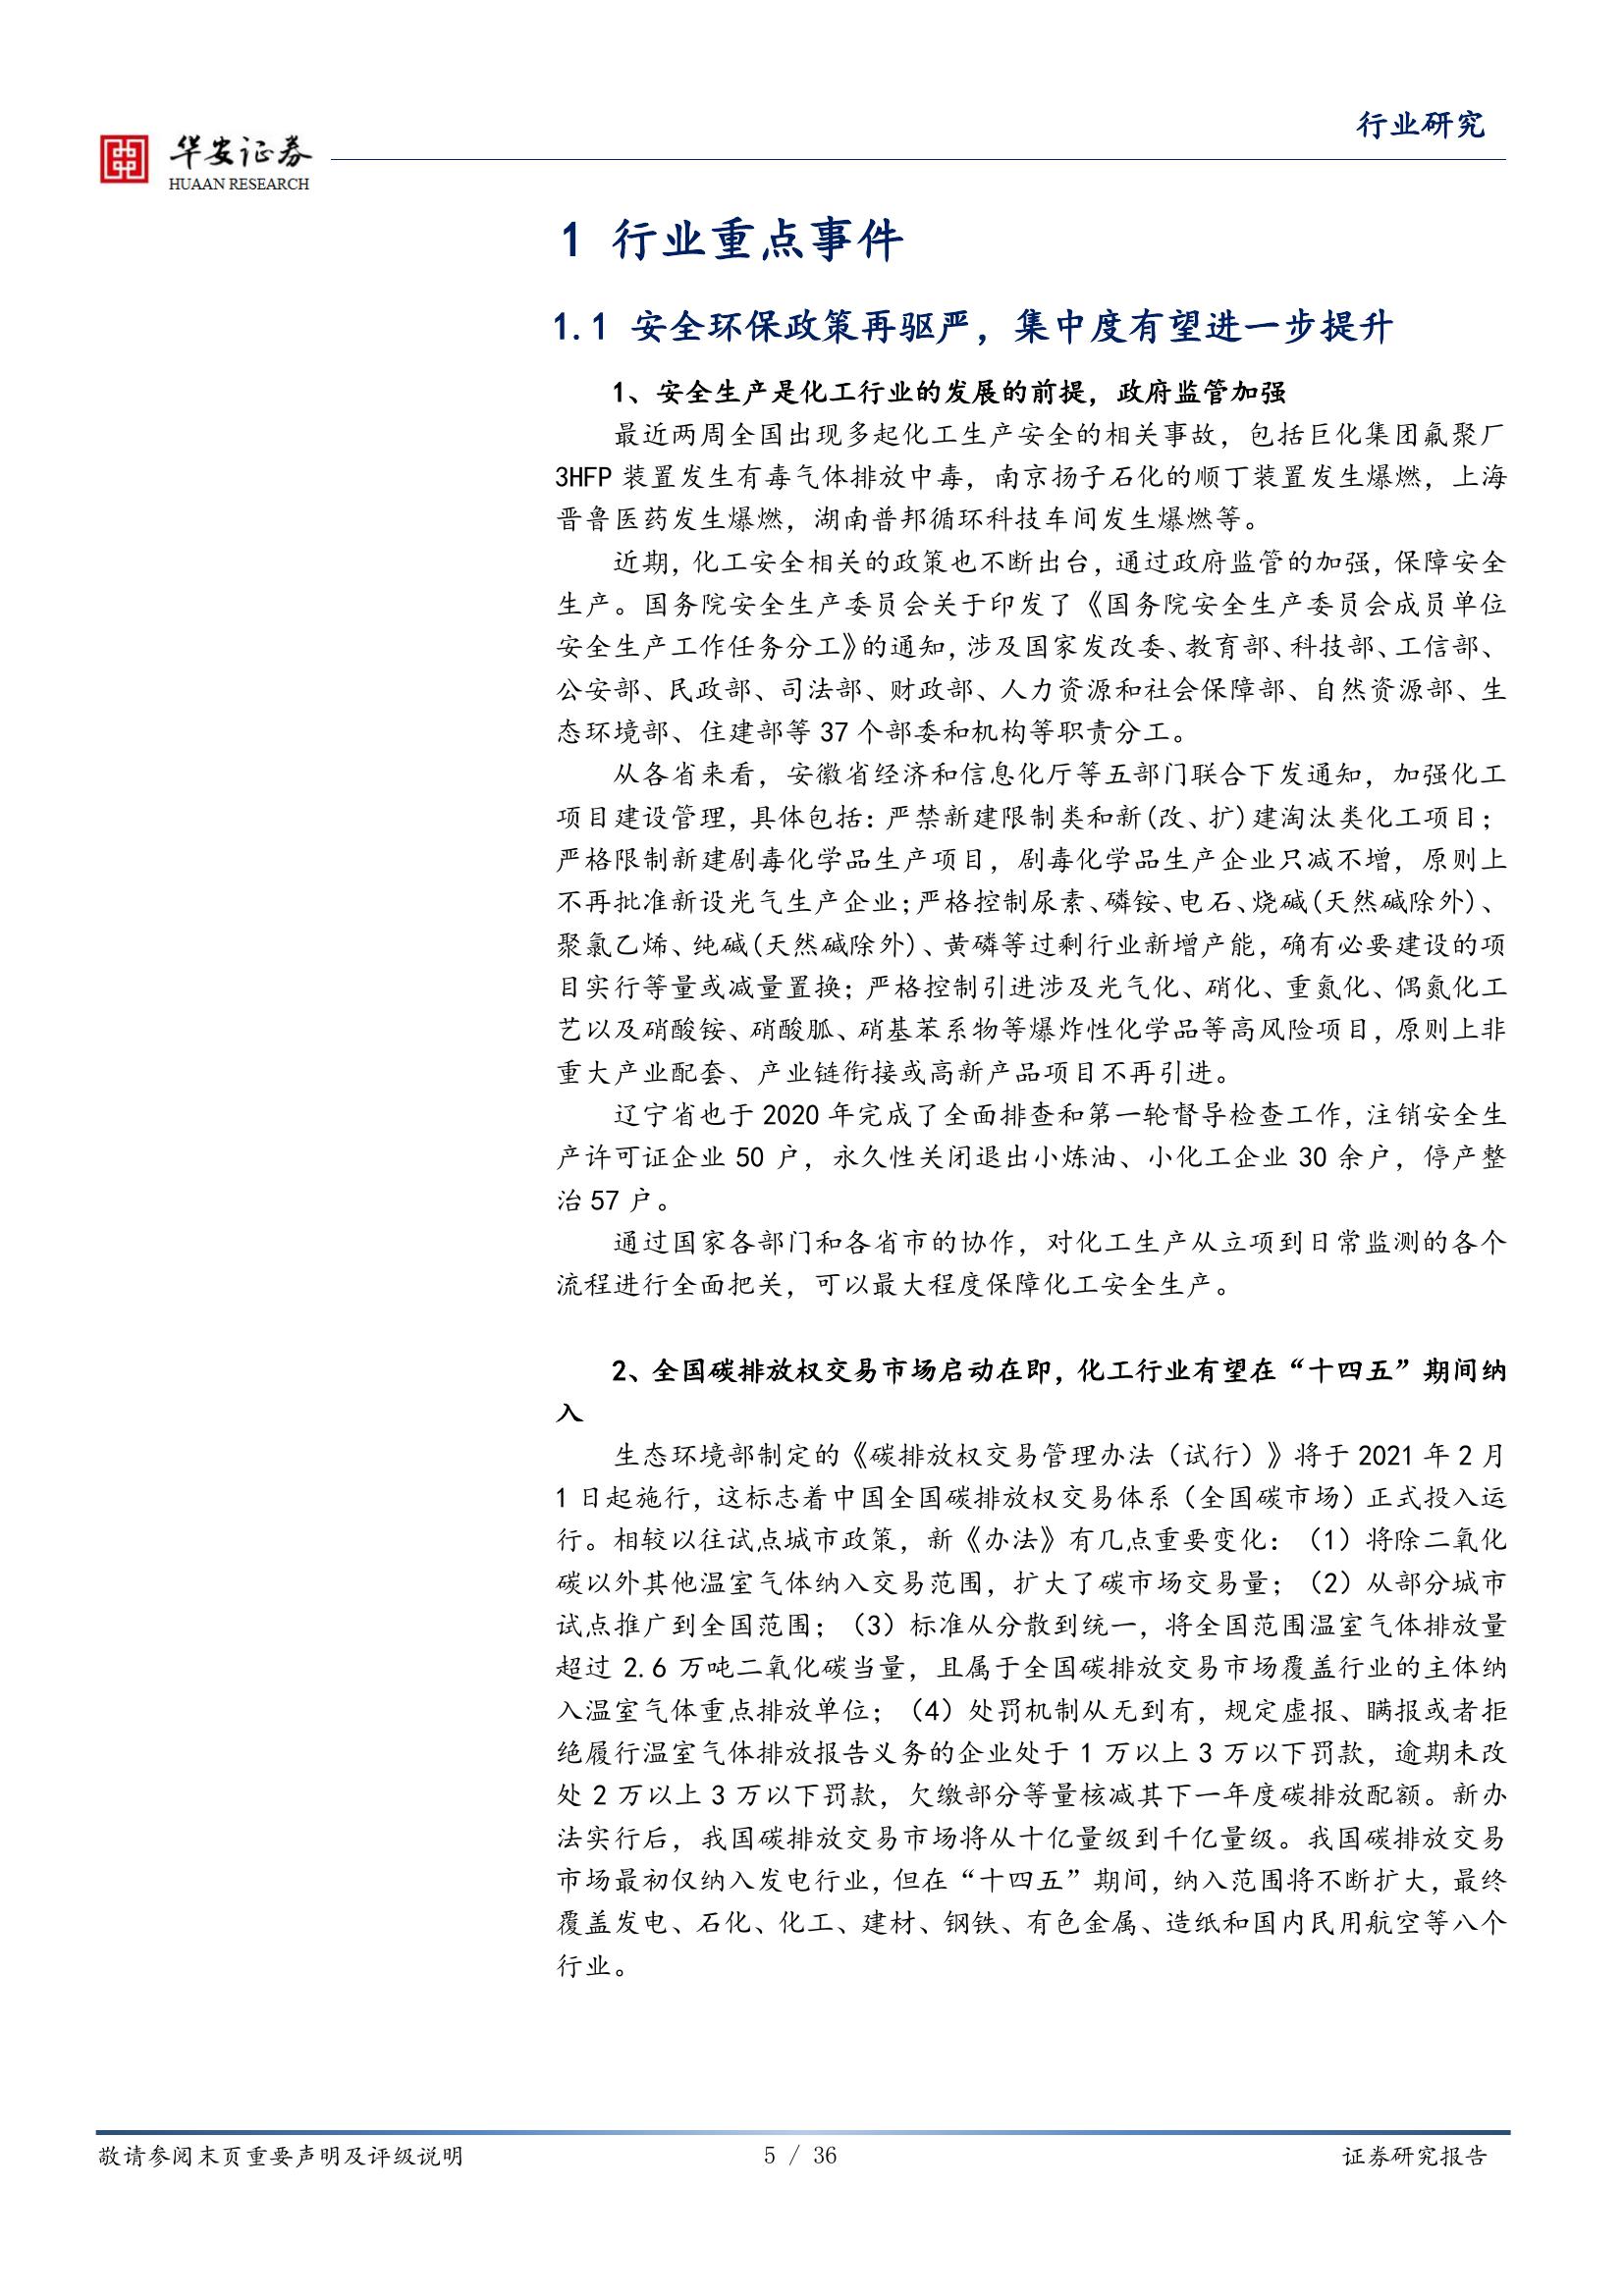 行业研究
华安证券
HUAAN RESEARCH
1 行业重点事件
1.1 安全环保政策再驱严，集中度有望进一步提升
1、安全生产是化工行业的发展的前提，政府监管加强
最近两周全国出现多起化工生产安全的相关事故，包括巨化集团氟聚厂
3HFP 装置发生有毒气体排放中毒，南京扬子石化的顺丁装置发生爆燃，上海
晋鲁医药发生爆燃，湖南普邦循环科技车间发生爆燃等。
近期，化工安全相关的政策也不断出台，通过政府监管的加强，保障安全
生产。国务院安全生产委员会关于印发了《国务院安全生产委员会成员单位
安全生产工作任务分工》的通知，涉及国家发改委、教育部、科技部、工信部、
公安部、民政部、司法部、财政部、人力资源和社会保障部、自然资源部、生
态环境部、住建部等 37 个部委和机构等职责分工。
从各省来看，安徽省经济和信息化厅等五部门联合下发通知，加强化工
项目建设管理，具体包括：严禁新建限制类和新(改、扩)建淘汰类化工项目；
严格限制新建剧毒化学品生产项目，剧毒化学品生产企业只减不增，原则上
不再批准新设光气生产企业；严格控制尿素、磷铵、电石、烧碱(天然碱除外)、
聚氯乙烯、纯碱(天然碱除外)、黄磷等过剩行业新增产能，确有必要建设的项
目实行等量或减量置换；严格控制引进涉及光气化、硝化、重氮化、偶氮化工
艺以及硝酸铵、硝酸胍、硝基苯系物等爆炸性化学品等高风险项目，原则上非
重大产业配套、产业链衔接或高新产品项目不再引进。
辽宁省也于 2020 年完成了全面排查和第一轮督导检查工作，注销安全生
产许可证企业 50 户，永久性关闭退出小炼油、小化工企业 30 余户，停产整
治 57 户。
通过国家各部门和各省市的协作，对化工生产从立项到日常监测的各个
流程进行全面把关，可以最大程度保障化工安全生产。
2、全国碳排放权交易市场启动在即，化工行业有望在“十四五”期间纳
入
生态环境部制定的《碳排放权交易管理办法（试行）》将于 2021 年 2 月
1 日起施行，这标志着中国全国碳排放权交易体系（全国碳市场）正式投入运
行。相较以往试点城市政策，新《办法》有几点重要变化：（1）将除二氧化
碳以外其他温室气体纳入交易范围，扩大了碳市场交易量；（2）从部分城市
试点推广到全国范围；（3）标准从分散到统一，将全国范围温室气体排放量
超过 2.6 万吨二氧化碳当量，且属于全国碳排放交易市场覆盖行业的主体纳
入温室气体重点排放单位；（4）处罚机制从无到有，规定虚报、瞒报或者拒
绝履行温室气体排放报告义务的企业处于 1 万以上 3 万以下罚款，逾期未改
处 2 万以上 3 万以下罚款，欠缴部分等量核减其下一年度碳排放配额。新办
法实行后，我国碳排放交易市场将从十亿量级到千亿量级。我国碳排放交易
市场最初仅纳入发电行业，但在“十四五”期间，纳入范围将不断扩大，最终
覆盖发电、石化、化工、建材、钢铁、有色金属、造纸和国内民用航空等八个
行业。
敬请参阅末页重要声明及评级说明
5 / 36
证券研究报告